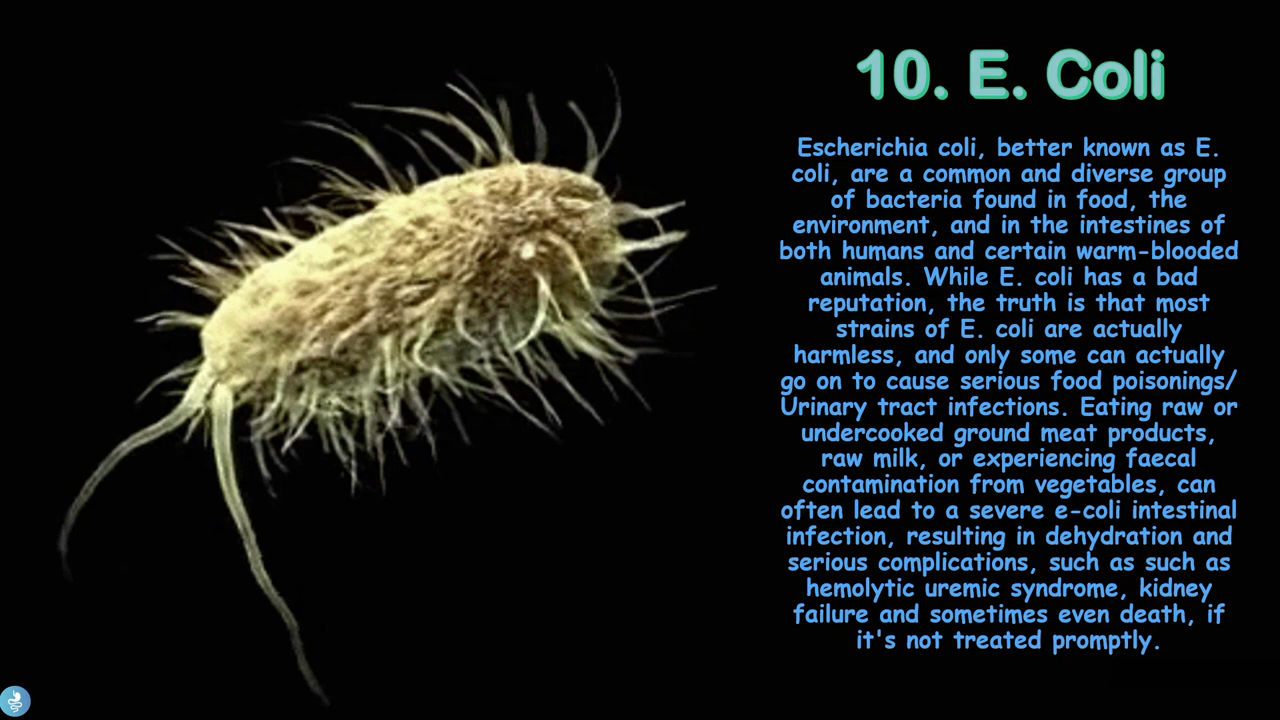 10. E. Coli
Escherichia coli, better known as E.
coli, are a common and diverse group
of bacteria found in food, the
environment, and in the intestines of
both humans and certain warm-blooded
animals. While E. coli has a bad
reputation, the truth is that most
strains of E. coli are actually
harmless, and only some can actually
go on to cause serious food poisonings/
Urinary tract infections. Eating raw or
undercooked ground meat products,
raw milk, or experiencing faecal
contamination from vegetables, can
often lead to a severe e-coli intestinal
infection, resulting in dehydration and
serious complications, such as such as
hemolytic uremic syndrome, kidney
failure and sometimes even death, if
it's not treated promptly.